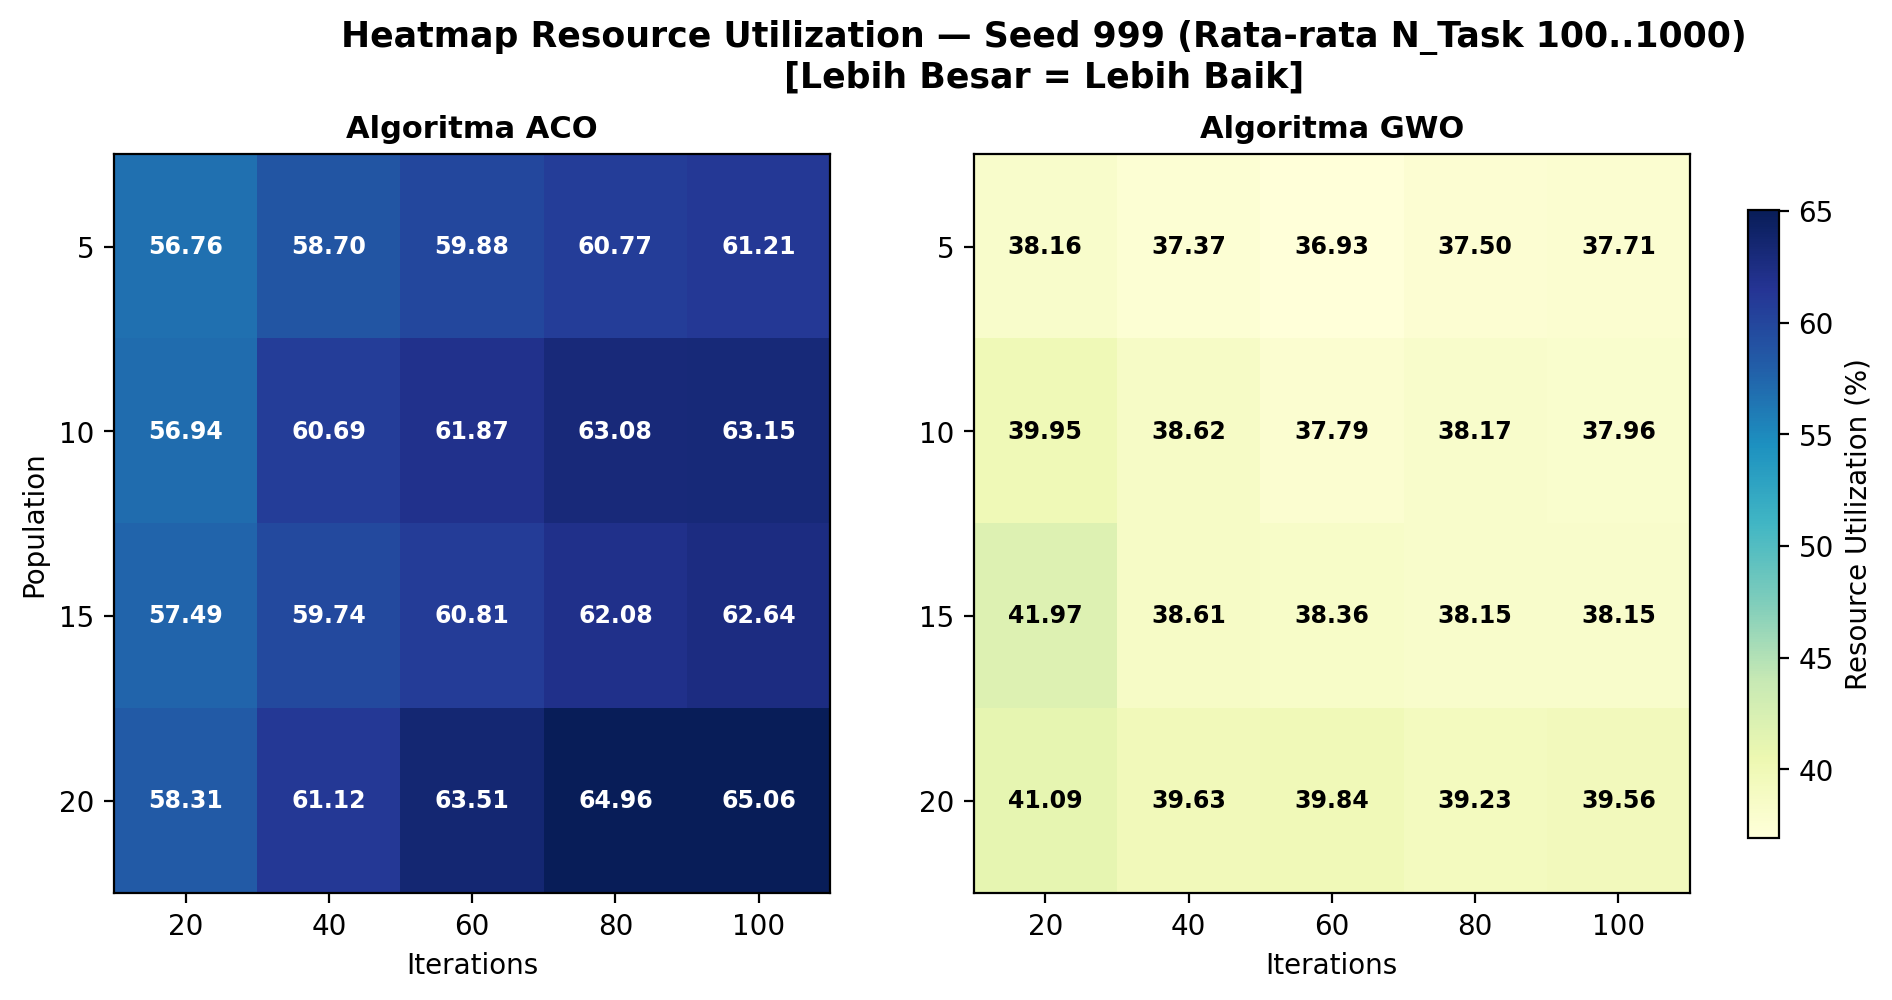 Heatmap Resource Utilization — Seed 999 (Rata-rata N_Task 100..1000)
[Lebih Besar = Lebih Baik]
Algoritma ACO
Population
5 56.76 58.70 59.88 60.77 61.21
10 56.94 60.69 61.87 63.08 63.15
15 57.49 59.74 60.81 62.08 62.64
20 58.31 61.12 63.51 64.96 65.06
20 40 60 80 100
Iterations
Algoritma GWO
5 38.16 37.37 36.93 37.50 37.71
10 39.95 38.62 37.79 38.17 37.96
15 41.97 38.61 38.36 38.15 38.15
20 41.09 39.63 39.84 39.23 39.56
20 40 60 80 100
Iterations
65
60
55
50
45
40
Resource Utilization (%)